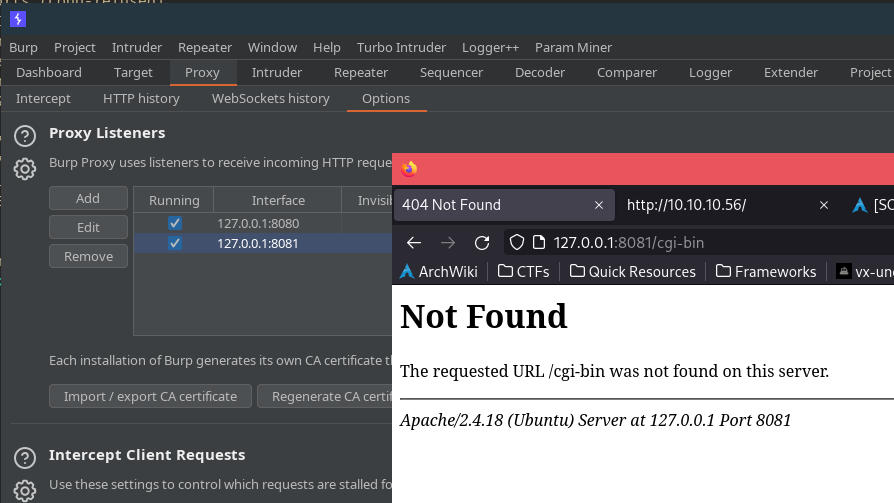 Burp Project Intruder Repeater Window Help Turbo Intruder Logger++ Param Miner
Dashboard Target Proxy Intruder Repeater Sequencer Decoder Comparer Logger Extender Project
Intercept HTTP history WebSockets history Options
Proxy Listeners
Burp Proxy uses listeners to receive incoming HTTP reque
Add
Edit
Remove
Running Interface Invisi
127.0.0.1:8080
127.0.0.1:8081
Each installation of Burp generates its own CA certificate th
Import / export CA certificate Regenerate CA certif
Intercept Client Requests
Use these settings to control which requests are stalled fo
404 Not Found × http://10.10.10.56/ × [SC
127.0.0.1:8081/cgi-bin
ArchWiki CTFs Quick Resources Frameworks vx-un
Not Found
The requested URL /cgi-bin was not found on this server.
Apache/2.4.18 (Ubuntu) Server at 127.0.0.1 Port 8081